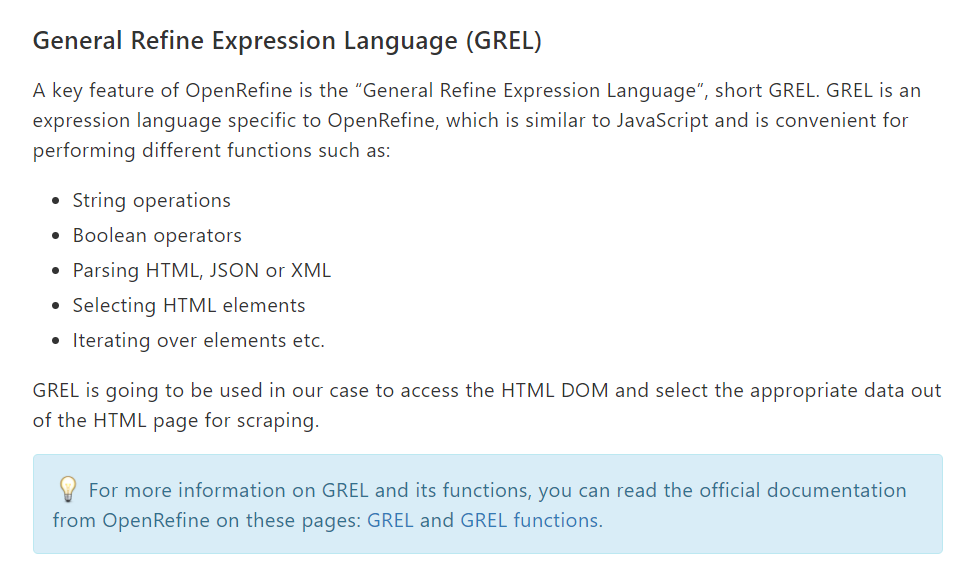 General Refine Expression Language (GREL)
A key feature of OpenRefine is the “General Refine Expression Language”, short GREL. GREL is an
expression language specific to OpenRefine, which is similar to JavaScript and is convenient for
performing different functions such as:
• String operations
• Boolean operators
• Parsing HTML, JSON or XML
• Selecting HTML elements
• Iterating over elements etc.
GREL is going to be used in our case to access the HTML DOM and select the appropriate data out
of the HTML page for scraping.
💡 For more information on GREL and its functions, you can read the official documentation
from OpenRefine on these pages: GREL and GREL functions.